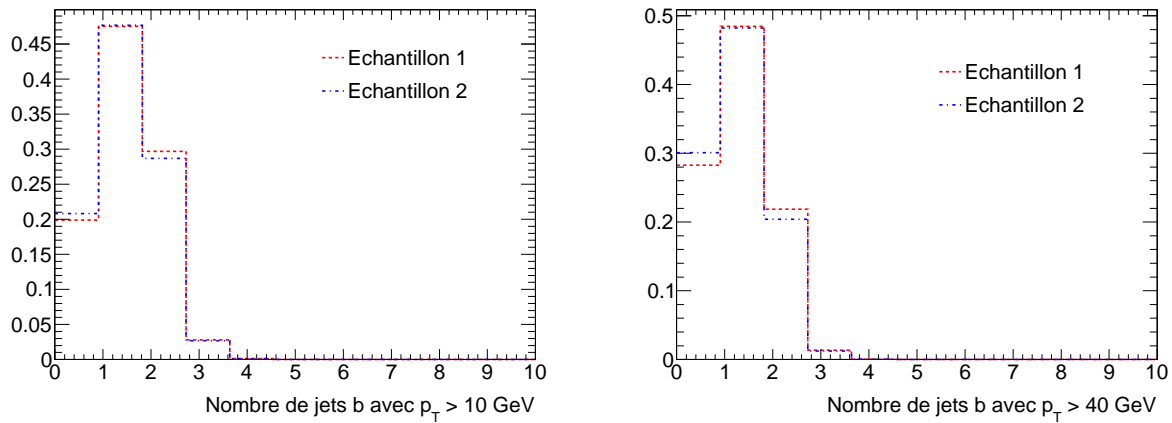 0.45
0.4
0.35
0.3
0.25
0.2
0.15
0.1
0.05
0
0 1 2 3 4 5 6 7 8 9 10
Echantillon 1
Echantillon 2
Nombre de jets b avec p_T > 10 GeV
0.5
0.4
0.3
0.2
0.1
0
0 1 2 3 4 5 6 7 8 9 10
Echantillon 1
Echantillon 2
Nombre de jets b avec p_T > 40 GeV